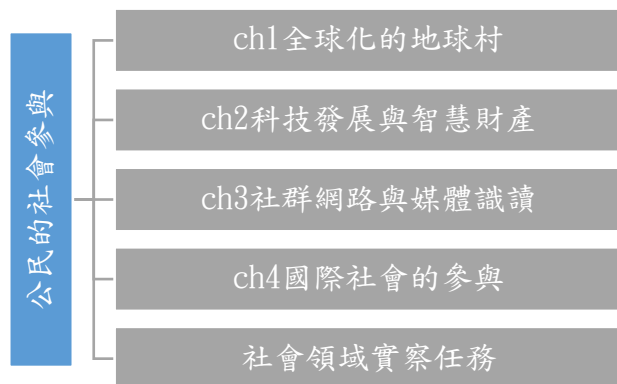 公民的社會參與
ch1全球化的地球村
ch2科技發展與智慧財產
ch3社群網路與媒體識讀
ch4國際社會的參與
社會領域實察任務